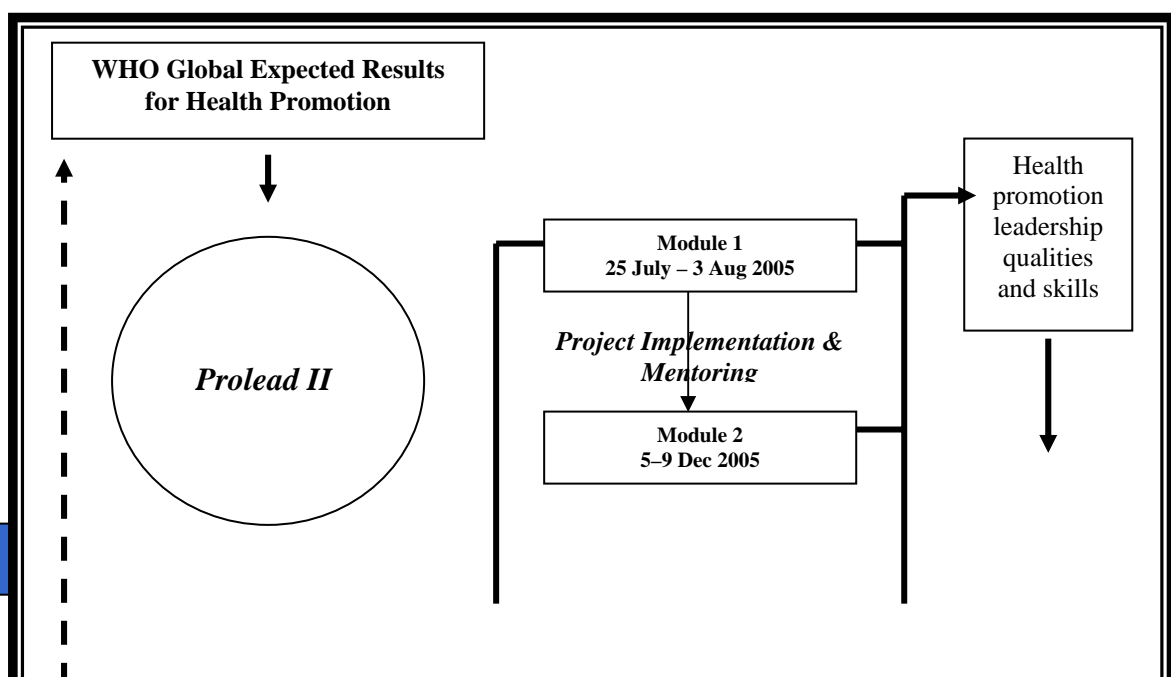 WHO Global Expected Results
for Health Promotion
Prolead II
Module 1
25 July – 3 Aug 2005
Project Implementation &
Mentoring
Module 2
5–9 Dec 2005
Health
promotion
leadership
qualities
and skills